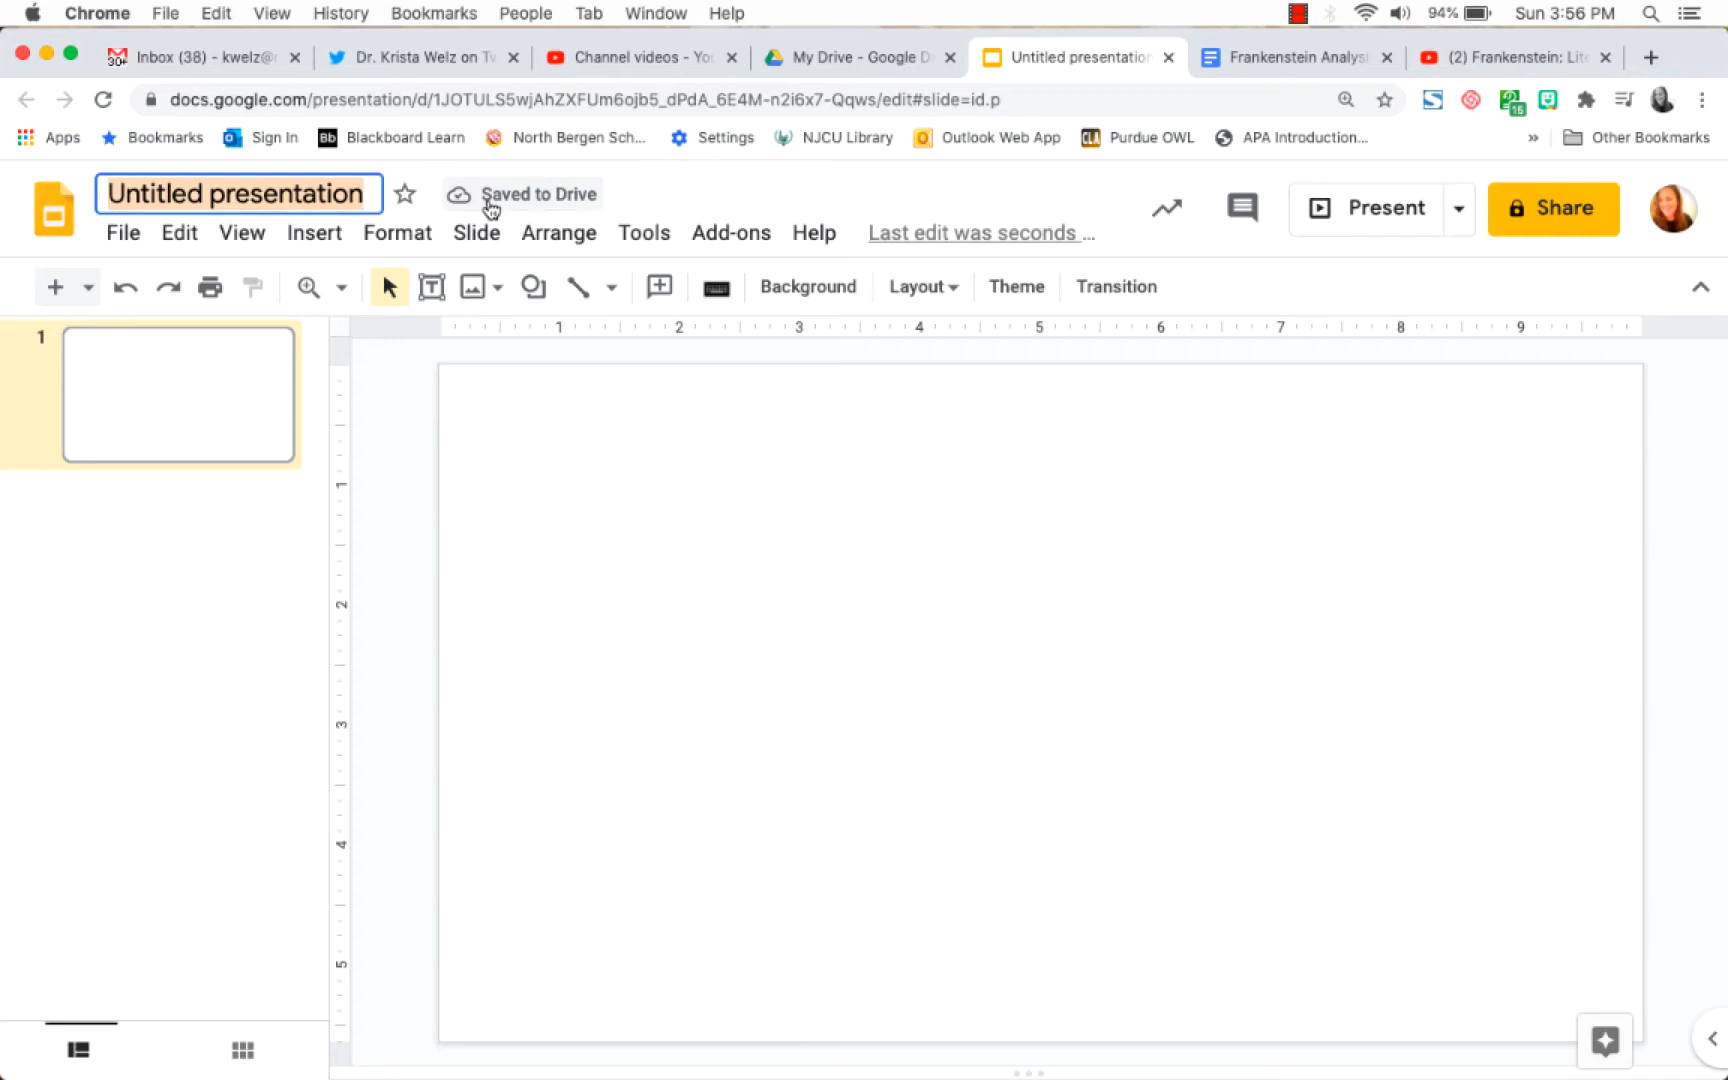 Chrome File Edit View History Bookmarks People Tab Window Help 94% Sun 3:56 PM
30+ Inbox (38) - kwelz@ Dr. Krista Welz on Tw Channel videos - You My Drive - Google D Untitled presentation Frankenstein Analysi (2) Frankenstein: Lite
docs.google.com/presentation/d/1JOTULS5wjAhZXFUm6ojb5_dPdA_6E4M-n2i6x7-Qqws/edit#slide=id.p 15
Apps Bookmarks Sign In Bb Blackboard Learn North Bergen Sch... Settings NJCU Library Outlook Web App Purdue OWL APA Introduction... » Other Bookmarks
Untitled presentation Saved to Drive
Present Share
File Edit View Insert Format Slide Arrange Tools Add-ons Help Last edit was seconds ...
Background Layout Theme Transition
1 2 3 4 5 6 7 8 9
1
1
2
3
4
5